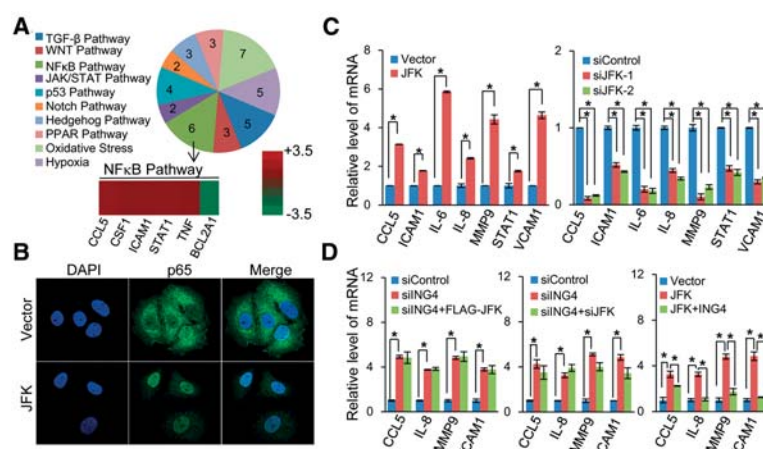 A
TGF-β Pathway
WNT Pathway
NFκB Pathway
JAK/STAT Pathway
p53 Pathway
Notch Pathway
Hedgehog Pathway
PPAR Pathway
Oxidative Stress
Hypoxia
3
3
7
2
4
5
2
6
3
5
NFκB Pathway
+3.5
-3.5
CCL5
CSF1
ICAM1
STAT1
TNF
BCL2A1
B
DAPI
p65
Merge
Vector
JFK
C
Relative level of mRNA
8
6
4
2
0
Vector
JFK
* * * * * * *
CCL5
ICAM1
IL-6
IL-8
MMP9
STAT1
VCAM1
2
1
0
siControl
siJFK-1
siJFK-2
CCL5
ICAM1
IL-6
IL-8
MMP9
STAT1
VCAM1
D
Relative level of mRNA
12
8
4
0
siControl
siING4
siING4+FLAG-JFK
* * * *
CCL5
IL-8
MMP9
VCAM1
12
8
4
0
siControl
siING4
siING4+siJFK
* * * *
CCL5
IL-8
MMP9
VCAM1
12
8
4
0
Vector
JFK
JFK+ING4
* * * * * * * *
CCL5
IL-8
MMP9
VCAM1